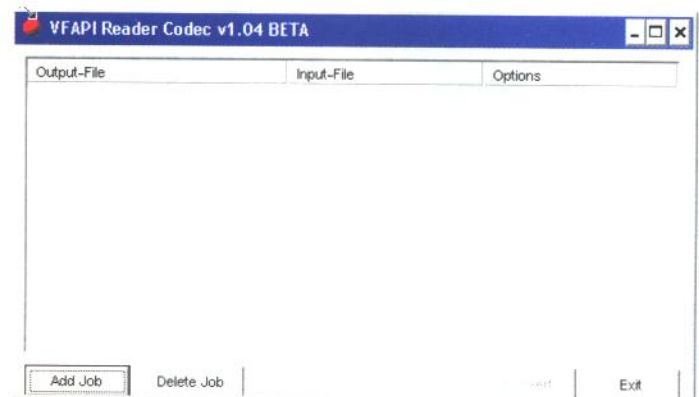 VFAPI Reader Codec v1.04 BETA
Output-File Input-File Options
Add Job Delete Job Exit